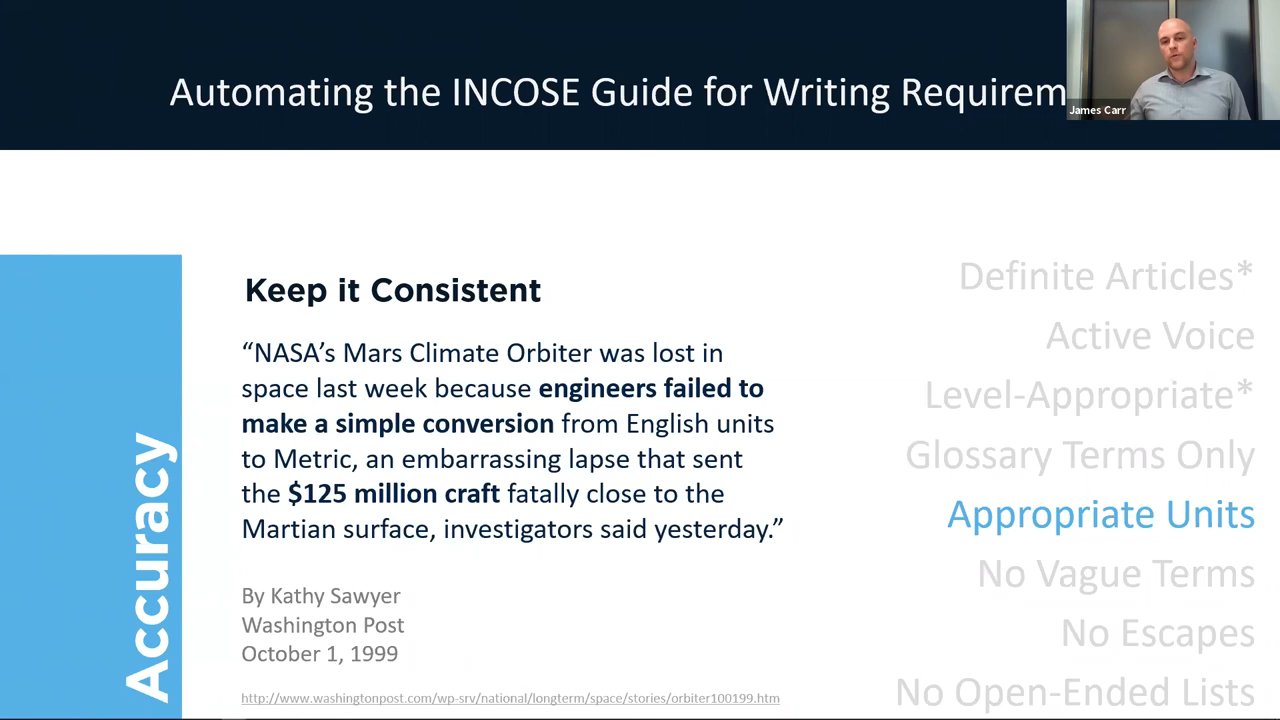 Automating the INCOSE Guide for Writing Requirem
James Carr
Accuracy
Keep it Consistent
“NASA’s Mars Climate Orbiter was lost in
space last week because engineers failed to
make a simple conversion from English units
to Metric, an embarrassing lapse that sent
the $125 million craft fatally close to the
Martian surface, investigators said yesterday.”
By Kathy Sawyer
Washington Post
October 1, 1999
http://www.washingtonpost.com/wp-srv/national/longterm/space/stories/orbiter100199.htm
Definite Articles*
Active Voice
Level-Appropriate*
Glossary Terms Only
Appropriate Units
No Vague Terms
No Escapes
No Open-Ended Lists